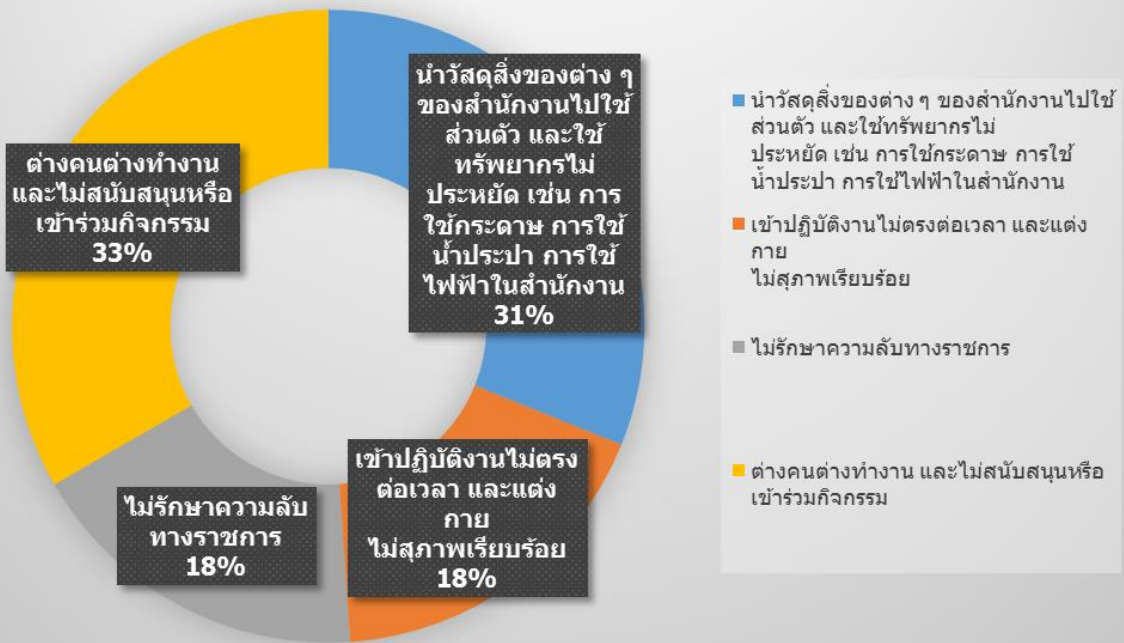 นำวัสดุสิ่งของต่าง ๆ
ของสำนักงานไปใช้
ส่วนตัว และใช้
ทรัพยากรไม่
ประหยัด เช่น การ
ใช้กระดาษ การใช้
น้ำประปา การใช้
ไฟฟ้าในสำนักงาน
31%
ต่างคนต่างทำงาน
และไม่สนับสนุนหรือ
เข้าร่วมกิจกรรม
33%
เข้าปฏิบัติงานไม่ตรง
ต่อเวลา และแต่ง
กาย
ไม่สุภาพเรียบร้อย
18%
ไม่รักษาความลับ
ทางราชการ
18%
นำวัสดุสิ่งของต่าง ๆ ของสำนักงานไปใช้
ส่วนตัว และใช้ทรัพยากรไม่
ประหยัด เช่น การใช้กระดาษ การใช้
น้ำประปา การใช้ไฟฟ้าในสำนักงาน
เข้าปฏิบัติงานไม่ตรงต่อเวลา และแต่ง
กาย
ไม่สุภาพเรียบร้อย
ไม่รักษาความลับทางราชการ
ต่างคนต่างทำงาน และไม่สนับสนุนหรือ
เข้าร่วมกิจกรรม